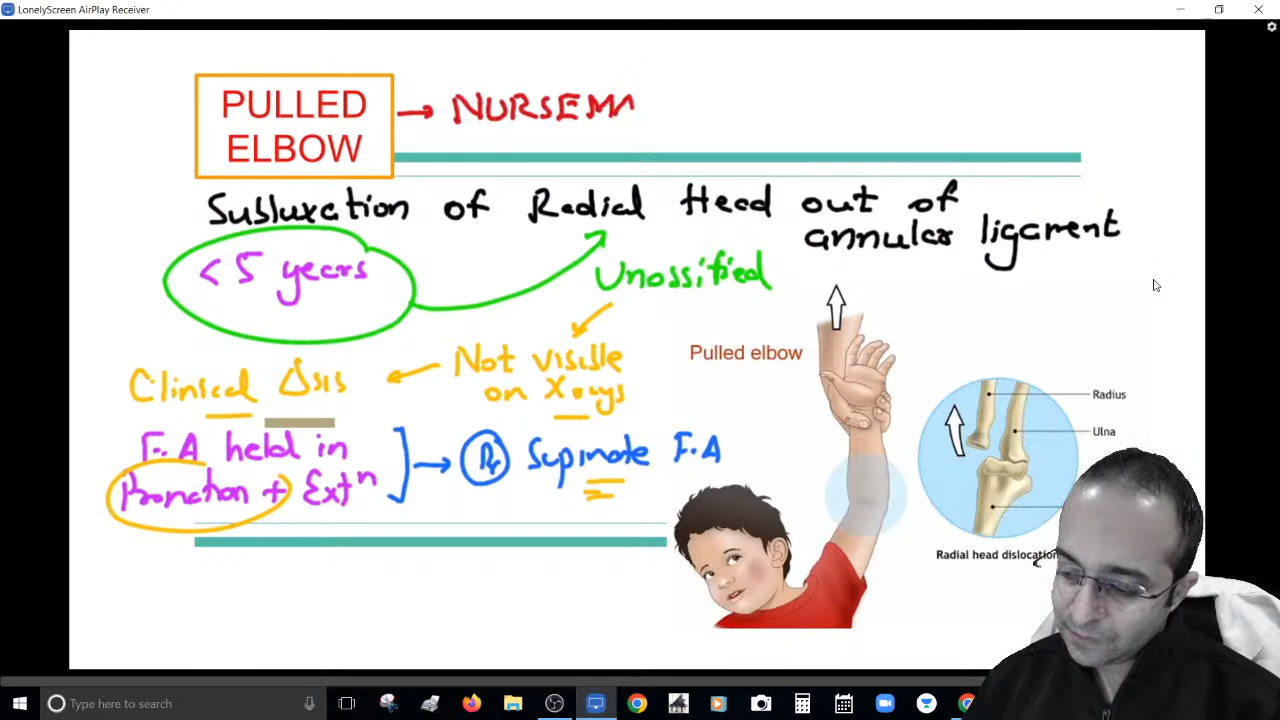 LonelyScreen AirPlay Receiver
PULLED
ELBOW
→ NURSEMA
Subluxation of Radial Head out of
annular ligament
< 5 years
Unossified
Pulled elbow
Not visible
on Xrays
Clinical Δsis
F.A held in
Pronation + Extn
Rx Supinate F.A
Radius
Ulna
Radial head dislocation
Type here to search